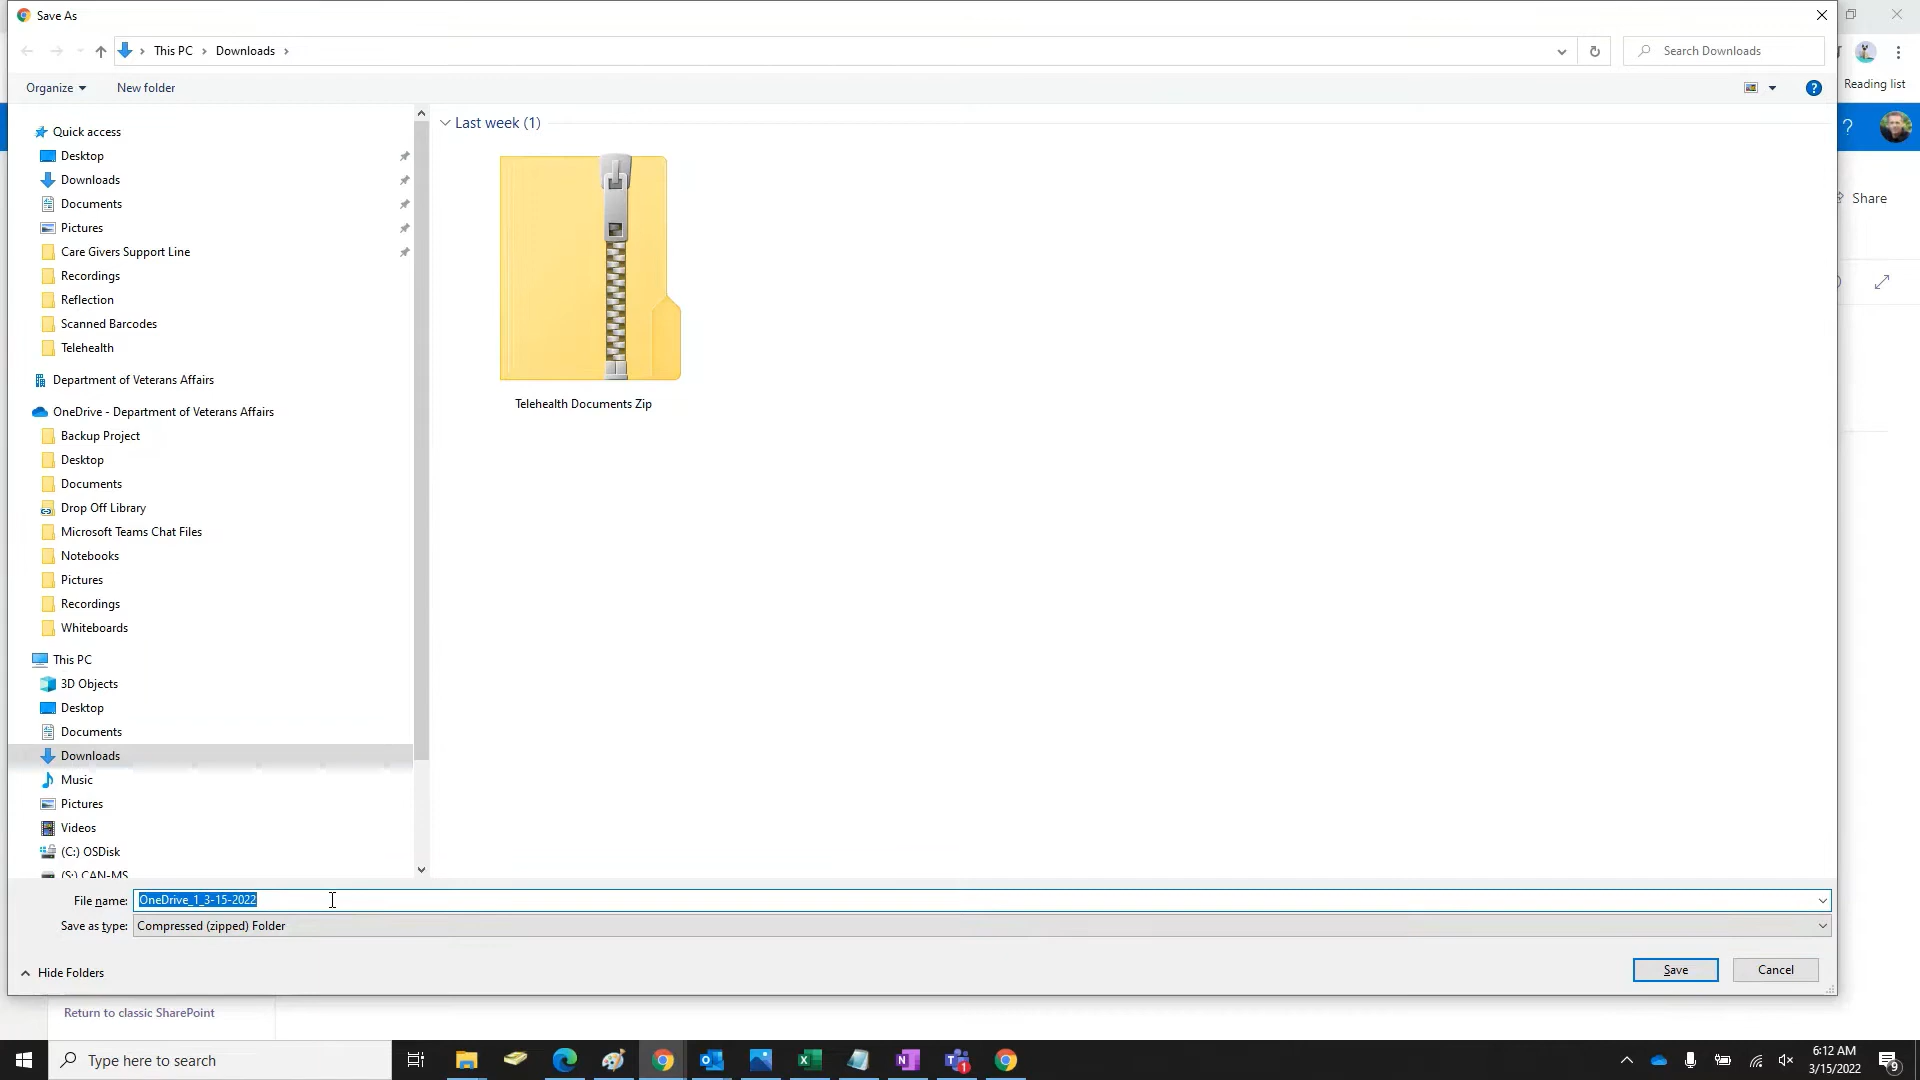 Save As
This PC
Downloads
Search Downloads
Organize
New folder
Reading list
Share
Quick access
Desktop
Downloads
Documents
Pictures
Care Givers Support Line
Recordings
Reflection
Scanned Barcodes
Telehealth
Department of Veterans Affairs
OneDrive - Department of Veterans Affairs
Backup Project
Desktop
Documents
Drop Off Library
Microsoft Teams Chat Files
Notebooks
Pictures
Recordings
Whiteboards
This PC
3D Objects
Desktop
Documents
Downloads
Music
Pictures
Videos
(C:) OSDisk
(S:) CAN-MS
Last week (1)
Telehealth Documents Zip
File name: OneDrive_1_3-15-2022
Save as type: Compressed (zipped) Folder
Hide Folders
Save
Cancel
Return to classic SharePoint
Type here to search
1
6:12 AM
3/15/2022
9